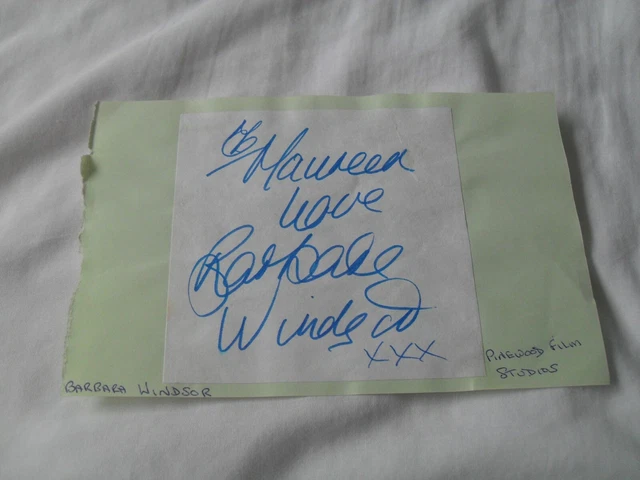 to Maureen
Love
Barbara
Windsor
xxx
BARBARA WINDSOR
PINEWOOD FILM
STUDIOS